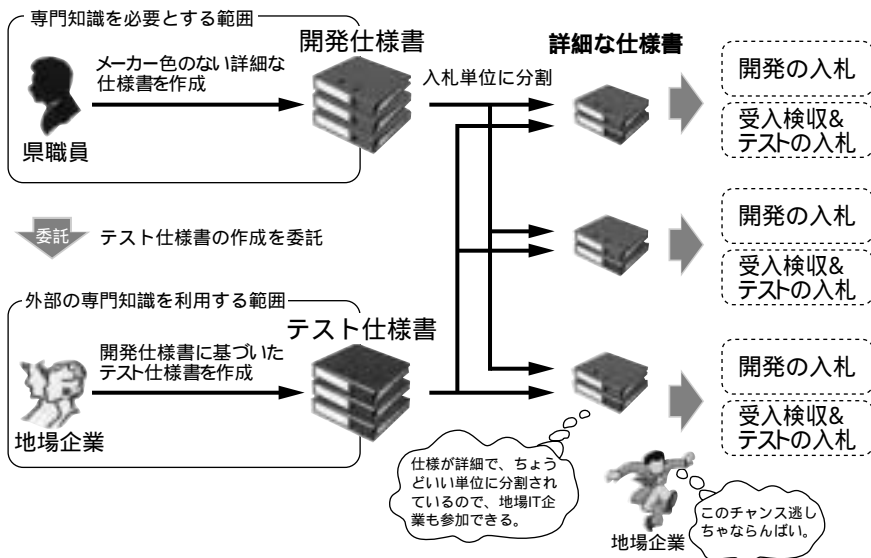 専門知識を必要とする範囲
メーカー色のない詳細な
仕様書を作成
県職員
開発仕様書
入札単位に分割
詳細な仕様書
開発の入札
受入検収&
テストの入札
委託
テスト仕様書の作成を委託
開発の入札
受入検収&
テストの入札
外部の専門知識を利用する範囲
開発仕様書に基づいた
テスト仕様書を作成
地場企業
テスト仕様書
開発の入札
受入検収&
テストの入札
仕様が詳細で、ちょう
どいい単位に分割され
ているので、地場IT企
業も参加できる。
地場企業
このチャンス逃し
ちゃならんばい。